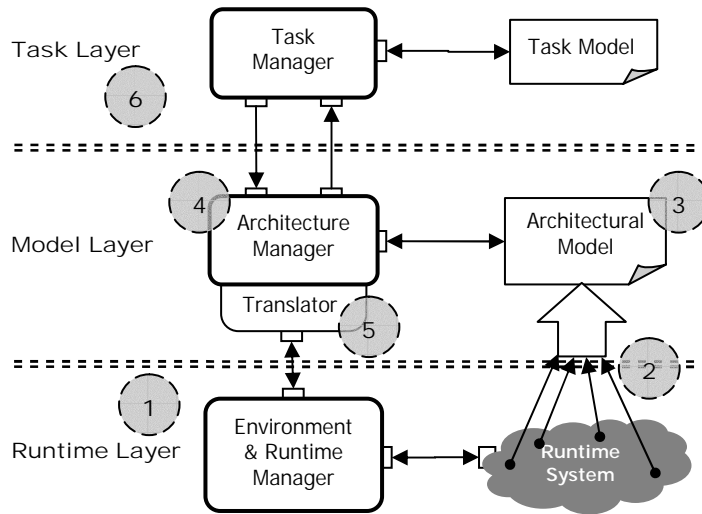 Task Layer
Task
Manager
Task Model
6
4
3
Model Layer
Architecture
Manager
Architectural
Model
Translator
5
2
1
Runtime Layer
Environment
& Runtime
Manager
Runtime
System